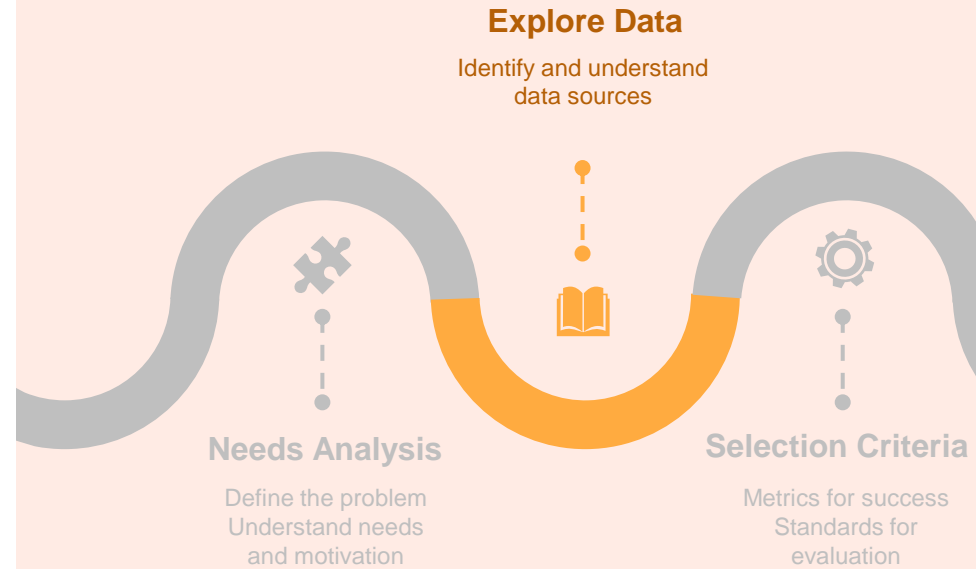 Explore Data
Identify and understand
data sources
Needs Analysis
Define the problem
Understand needs
and motivation
Selection Criteria
Metrics for success
Standards for
evaluation